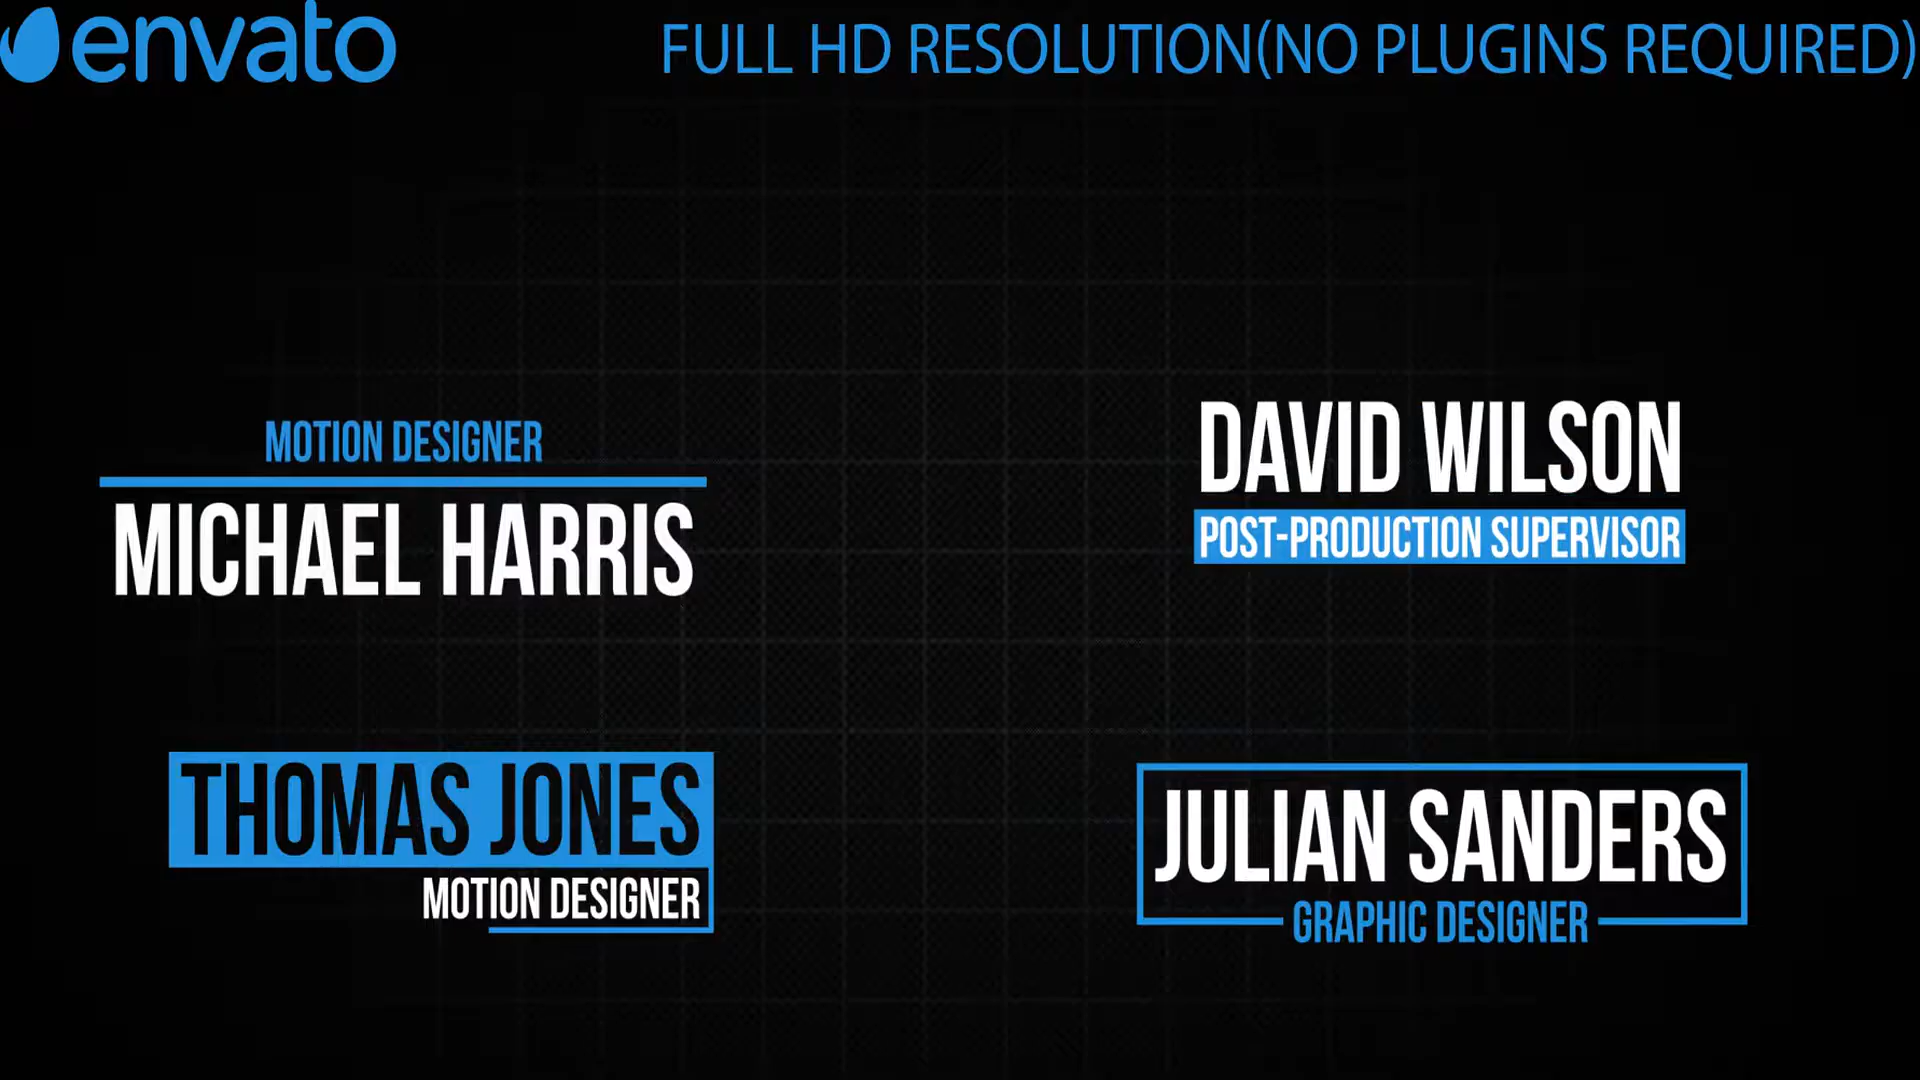 envato
FULL HD RESOLUTION(NO PLUGINS REQUIRED)
MOTION DESIGNER
MICHAEL HARRIS
DAVID WILSON
POST-PRODUCTION SUPERVISOR
THOMAS JONES
MOTION DESIGNER
JULIAN SANDERS
GRAPHIC DESIGNER